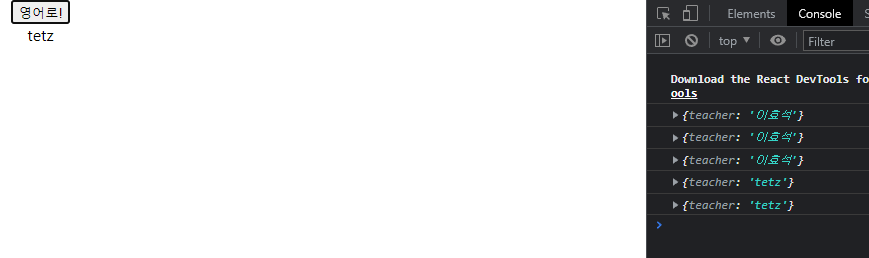 영어로!
tetz
Elements Console S
top Filter
Download the React DevTools fo
ools
{teacher: '이효석'}
{teacher: '이효석'}
{teacher: '이효석'}
{teacher: 'tetz'}
{teacher: 'tetz'}